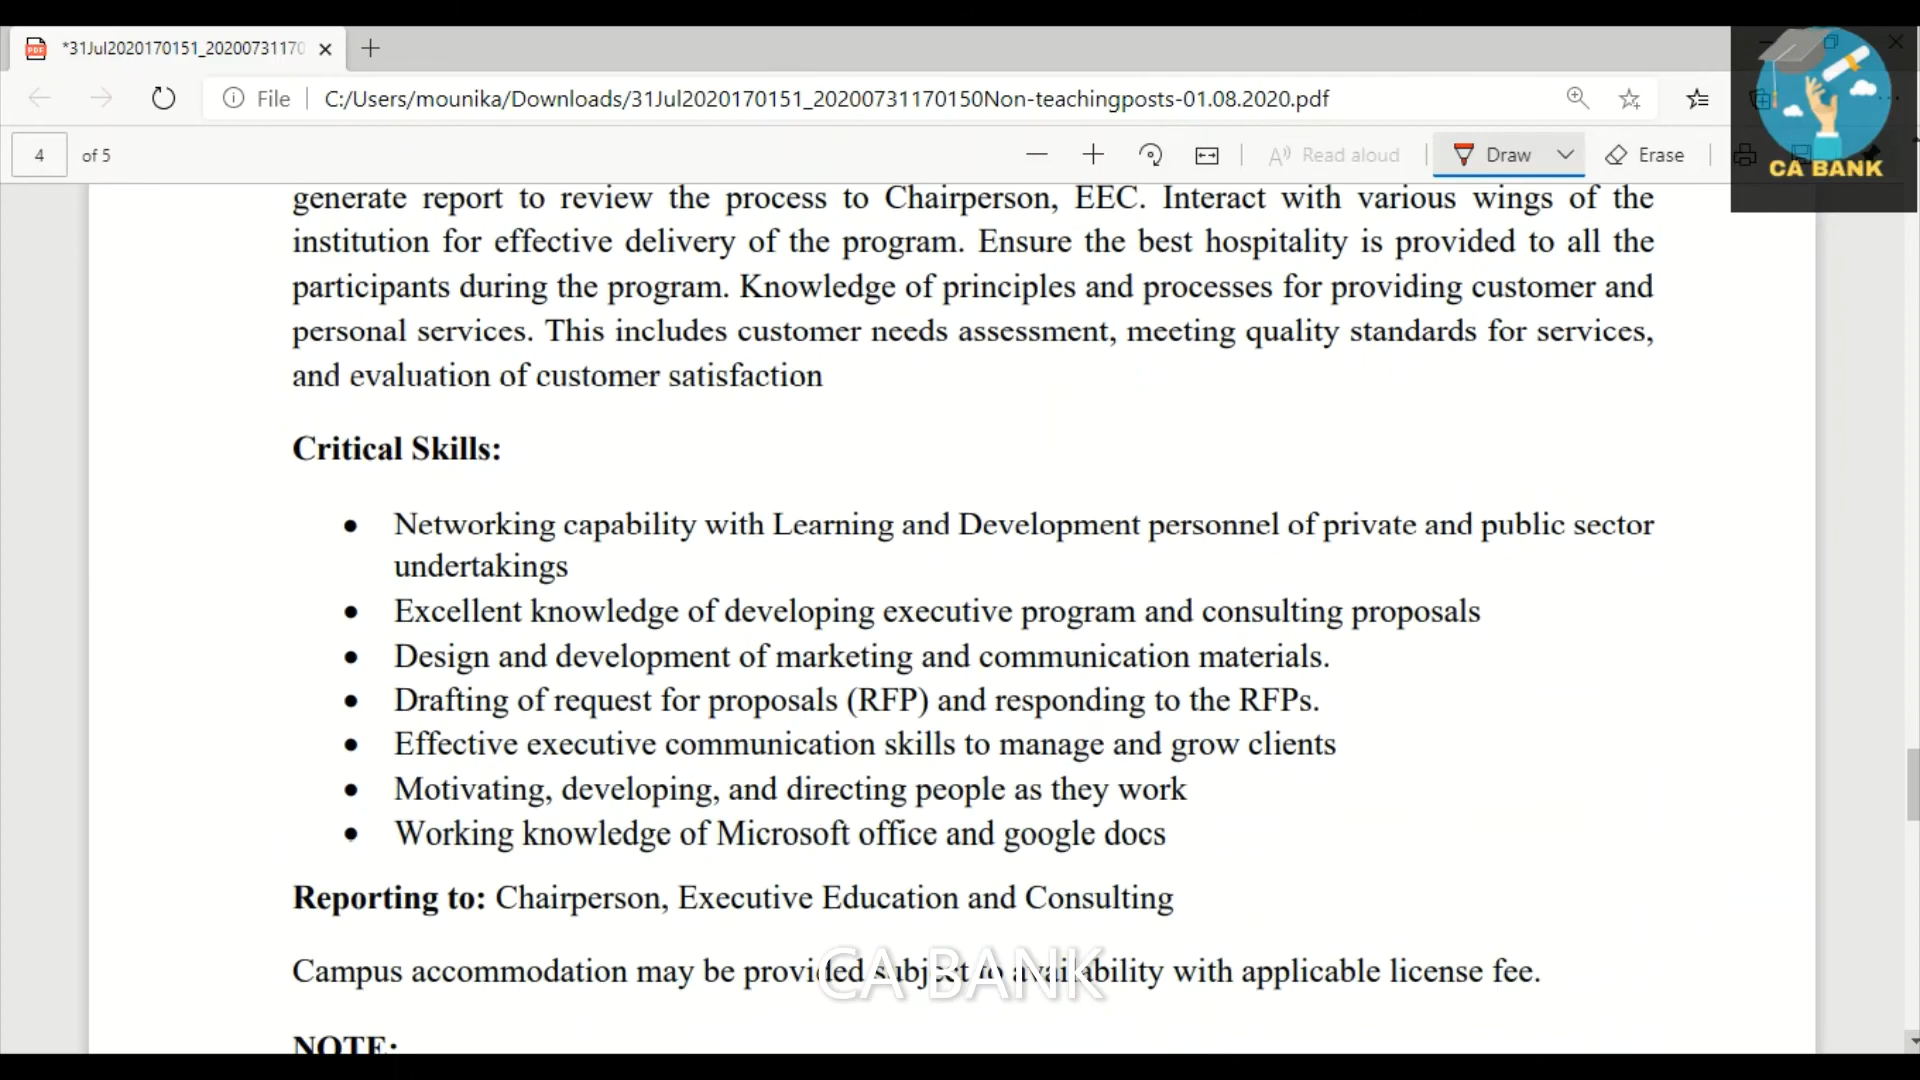 *31Jul2020170151_20200731170
File
C:/Users/mounika/Downloads/31Jul2020170151_20200731170150Non-teachingposts-01.08.2020.pdf
4 of 5
Read aloud
Draw
Erase
CA BANK
generate report to review the process to Chairperson, EEC. Interact with various wings of the
institution for effective delivery of the program. Ensure the best hospitality is provided to all the
participants during the program. Knowledge of principles and processes for providing customer and
personal services. This includes customer needs assessment, meeting quality standards for services,
and evaluation of customer satisfaction
Critical Skills:
• Networking capability with Learning and Development personnel of private and public sector
undertakings
• Excellent knowledge of developing executive program and consulting proposals
• Design and development of marketing and communication materials.
• Drafting of request for proposals (RFP) and responding to the RFPs.
• Effective executive communication skills to manage and grow clients
• Motivating, developing, and directing people as they work
• Working knowledge of Microsoft office and google docs
Reporting to: Chairperson, Executive Education and Consulting
Campus accommodation may be provided subject to availability with applicable license fee.
CA BANK
NOTE: